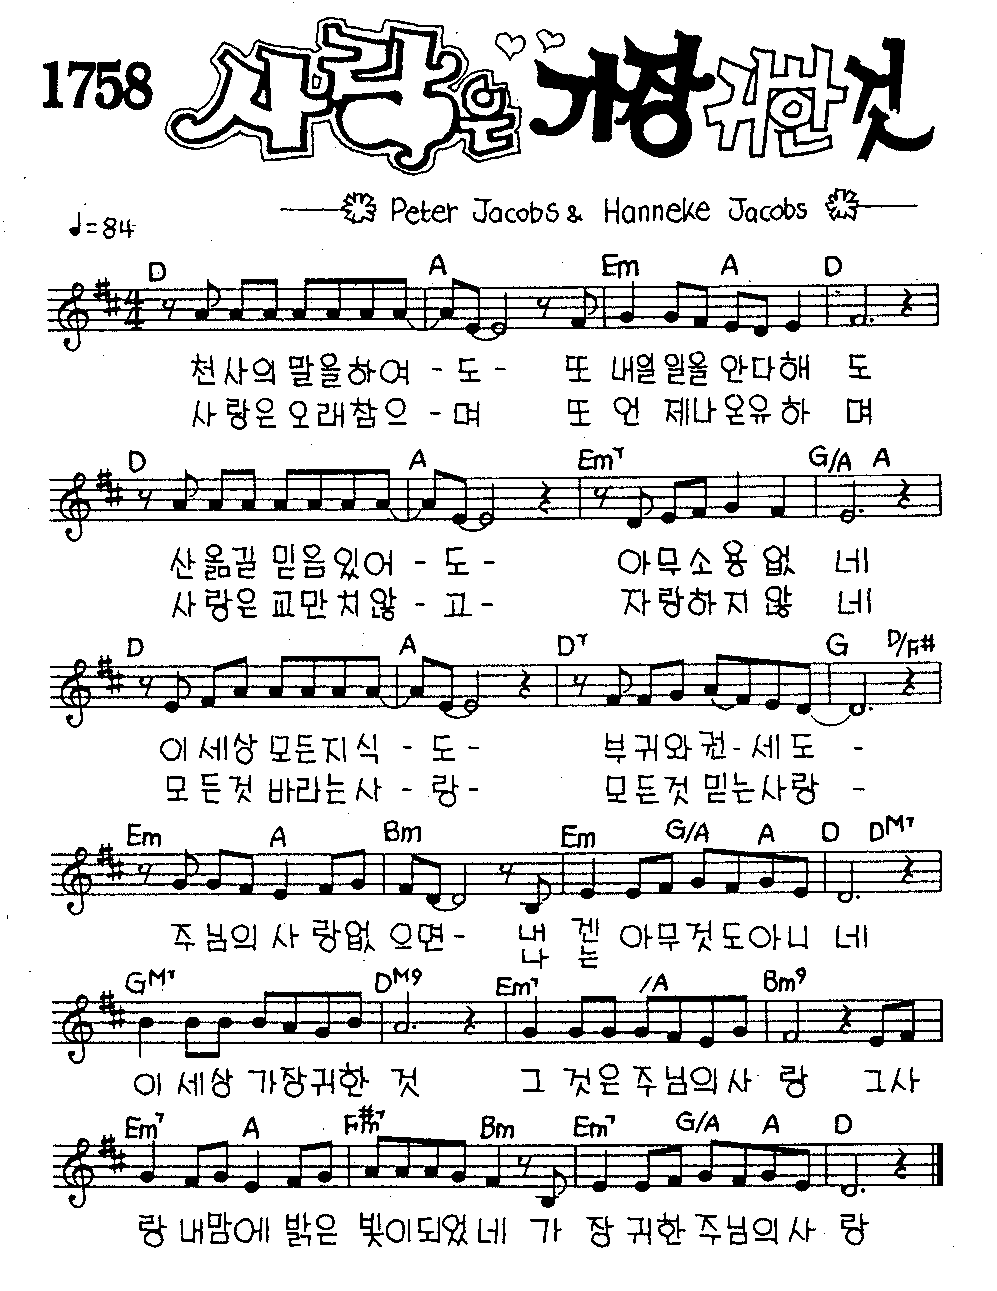 1758 사랑은 가장 귀한 것
Peter Jacobs & Hanneke Jacobs
♩=84
D A Em A D
4/4
천사의 말을하여 - 도 - 또 내일일을 안다해 도
사랑은 오래참으 - 며 또 언 제나온유하 며
D A Em7 G/A A
산옮길 믿음있어 - 도 - 아무소용없 네
사랑은 교만치않 - 고 - 자랑하지않 네
D A D7 G D/F#
이세상 모든지식 - 도 - 부귀와권-세도 -
모든것 바라는사 - 랑 - 모든것 믿는사랑 -
Em A Bm Em G/A A D DM7
주님의 사랑없으면 - 내 겐 아무것도아니 네
나 는
GM7 DM9 Em7 /A Bm9
이세상 가장귀한 것 그 것은주님의사 랑 그사
Em7 A F#m7 Bm Em7 G/A A D
랑 내맘에 밝은 빛이되었네 가 장 귀한주님의사 랑